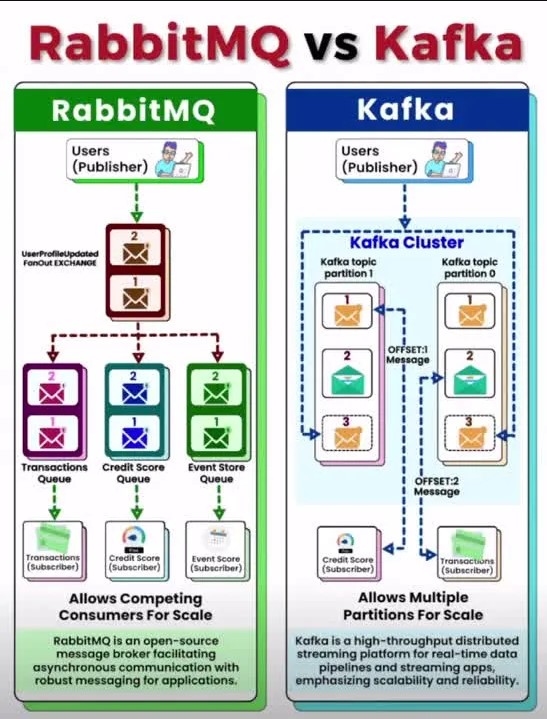 RabbitMQ vs Kafka
RabbitMQ
Users
(Publisher)
UserProfileUpdated
FanOut EXCHANGE
2
1
2
1
2
1
2
1
Transactions
Queue
Credit Score
Queue
Event Store
Queue
Transactions
(Subscriber)
Credit Score
(Subscriber)
Event Score
(Subscriber)
Allows Competing
Consumers For Scale
RabbitMQ is an open-source
message broker facilitating
asynchronous communication with
robust messaging for applications.
Kafka
Users
(Publisher)
Kafka Cluster
Kafka topic
partition 1
Kafka topic
partition 0
1
2
3
1
2
3
OFFSET:1
Message
OFFSET:2
Message
Credit Score
(Subscriber)
Transactions
(Subscriber)
Allows Multiple
Partitions For Scale
Kafka is a high-throughput distributed
streaming platform for real-time data
pipelines and streaming apps,
emphasizing scalability and reliability.